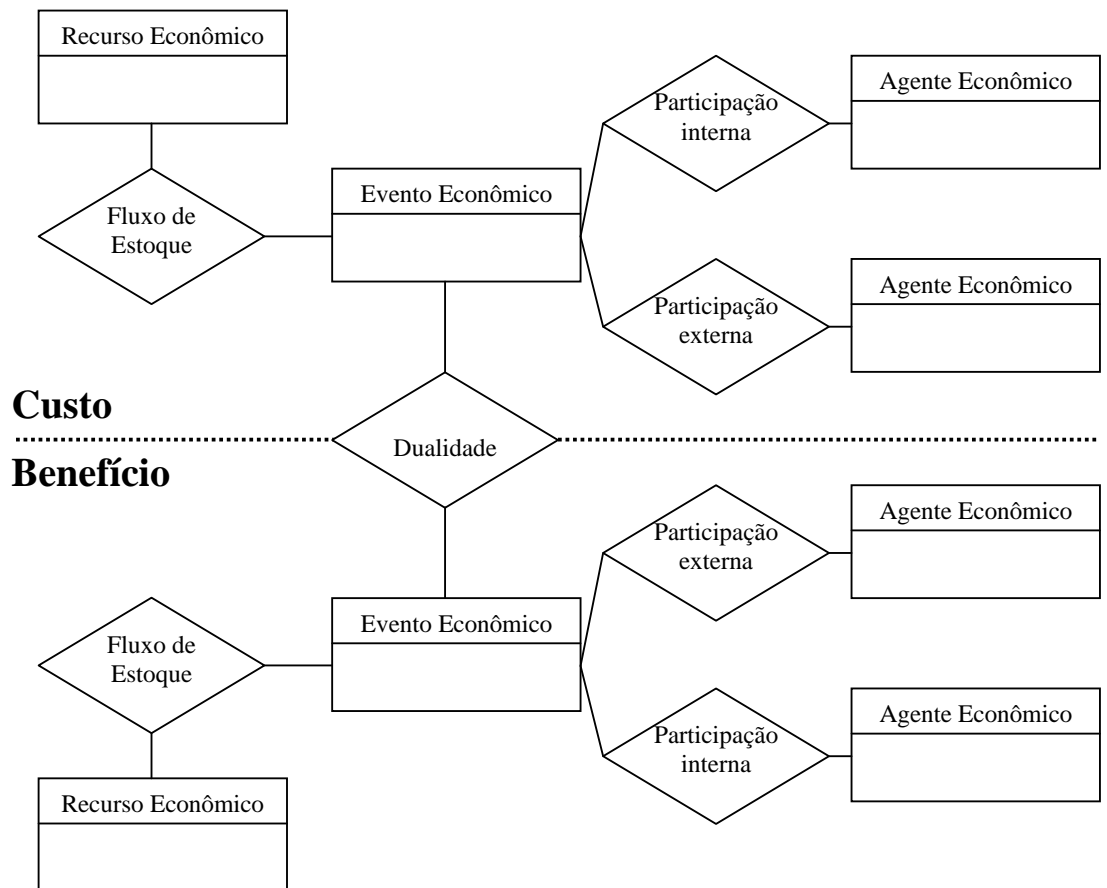 Recurso Econômico
Participação
interna
Agente Econômico
Fluxo de
Estoque
Evento Econômico
Participação
externa
Agente Econômico
Custo
Dualidade
Benefício
Participação
externa
Agente Econômico
Fluxo de
Estoque
Evento Econômico
Participação
interna
Agente Econômico
Recurso Econômico